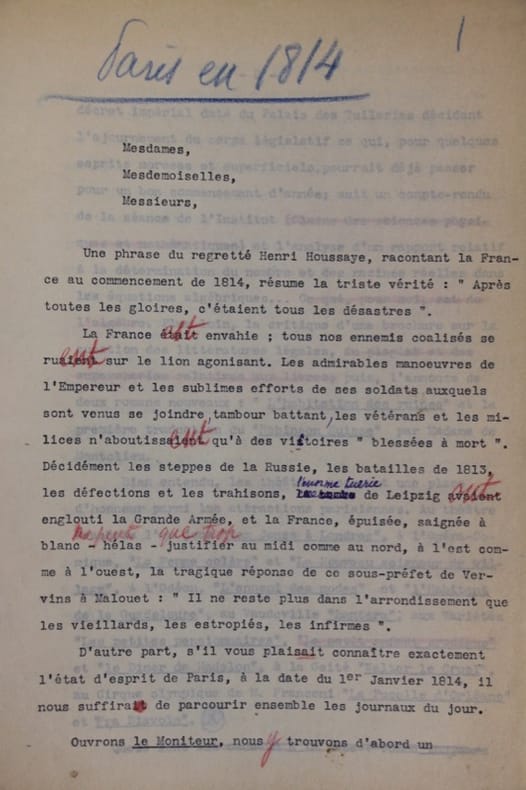 Paris en 1814
1
Mesdames,
Mesdemoiselles,
Messieurs,
Une phrase du regretté Henri Houssaye, racontant la Fran-
ce au commencement de 1814, résume la triste vérité : " Après
toutes les gloires, c'étaient tous les désastres ".
La France était est envahie ; tous nos ennemis coalisés se
ruaient sur le lion agonisant. Les admirables manoeuvres de
l'Empereur et les sublimes efforts de ses soldats auxquels
sont venus se joindre, tambour battant, les vétérans et les mi-
lices n'aboutissaient qu'à des victoires " blessées à mort ".
Décidément les steppes de la Russie, les batailles de 1813,
les défections et les trahisons, l'énorme tuerie de Leipzig avaient ont
englouti la Grande Armée, et la France, épuisée, saignée à
ne peut que trop
blanc - hélas - justifier au midi comme au nord, à l'est com-
me à l'ouest, la tragique réponse de ce sous-préfet de Ver-
vins à Malouet : " Il ne reste plus dans l'arrondissement que
les vieillards, les estropiés, les infirmes ".
D'autre part, s'il vous plaisait connaître exactement
l'état d'esprit de Paris, à la date du 1er Janvier 1814, il
nous suffirait de parcourir ensemble les journaux du jour.
Ouvrons le Moniteur, nous y trouvons d'abord un